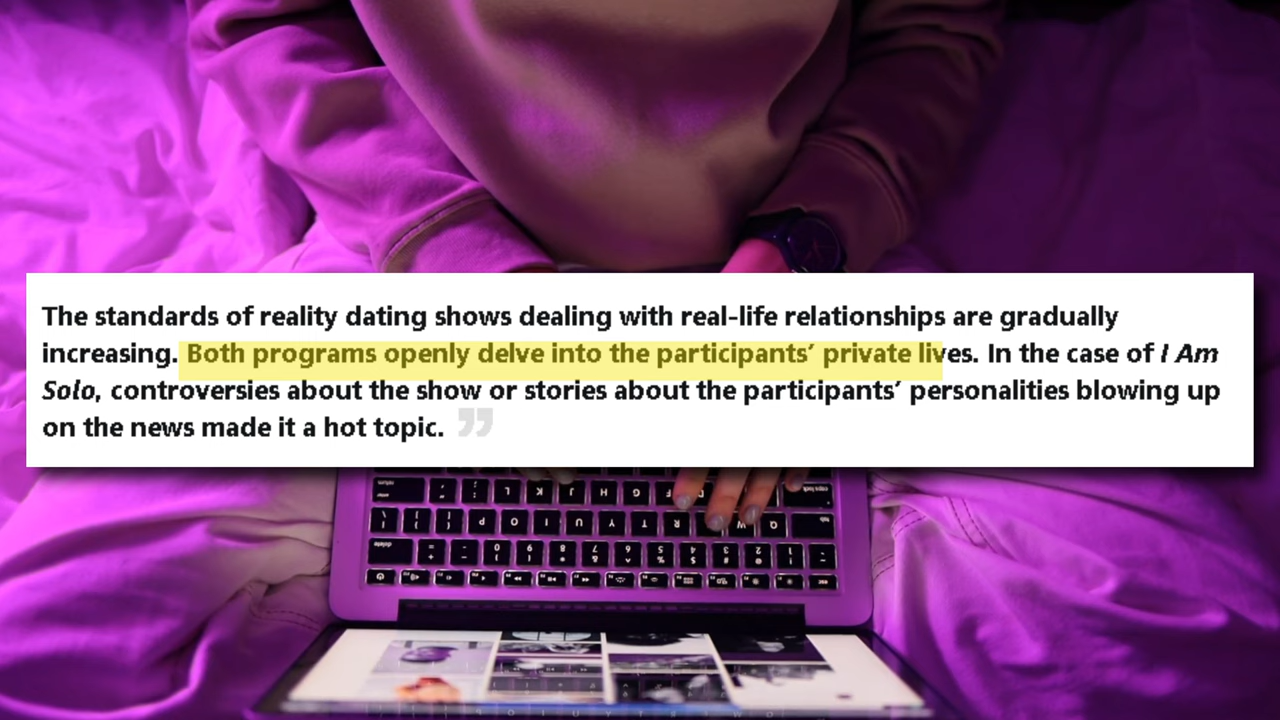 The standards of reality dating shows dealing with real-life relationships are gradually
increasing. Both programs openly delve into the participants’ private lives. In the case of I Am
Solo, controversies about the show or stories about the participants’ personalities blowing up
on the news made it a hot topic. ”